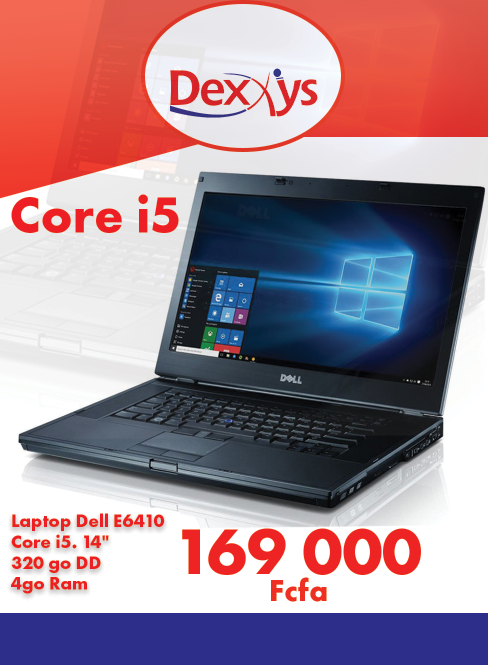 Dexxys
Core i5
DELL
Laptop Dell E6410
Core i5. 14"
320 go DD
4go Ram
169 000
Fcfa